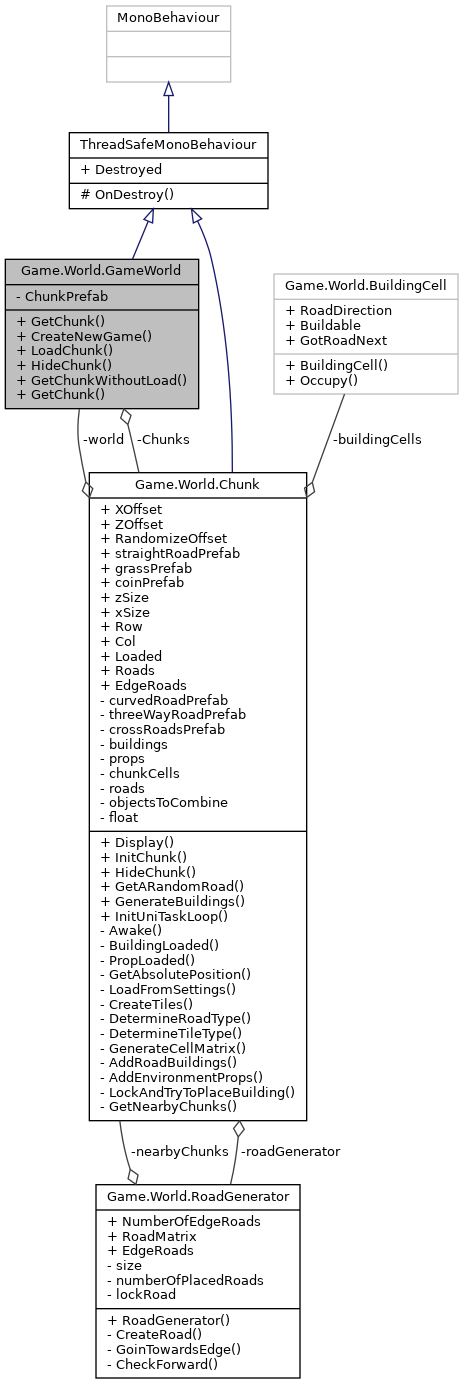 MonoBehaviour
ThreadSafeMonoBehaviour
+ Destroyed
# OnDestroy()
Game.World.GameWorld
- ChunkPrefab
+ GetChunk()
+ CreateNewGame()
+ LoadChunk()
+ HideChunk()
+ GetChunkWithoutLoad()
+ GetChunk()
Game.World.BuildingCell
+ RoadDirection
+ Buildable
+ GotRoadNext
+ BuildingCell()
+ Occupy()
-world
-Chunks
-buildingCells
Game.World.Chunk
+ XOffset
+ ZOffset
+ RandomizeOffset
+ straightRoadPrefab
+ grassPrefab
+ coinPrefab
+ zSize
+ xSize
+ Row
+ Col
+ Loaded
+ Roads
+ EdgeRoads
- curvedRoadPrefab
- threeWayRoadPrefab
- crossRoadsPrefab
- buildings
- props
- chunkCells
- roads
- objectsToCombine
- float
+ Display()
+ InitChunk()
+ HideChunk()
+ GetARandomRoad()
+ GenerateBuildings()
+ InitUniTaskLoop()
- Awake()
- BuildingLoaded()
- PropLoaded()
- GetAbsolutePosition()
- LoadFromSettings()
- CreateTiles()
- DetermineRoadType()
- DetermineTileType()
- GenerateCellMatrix()
- AddRoadBuildings()
- AddEnvironmentProps()
- LockAndTryToPlaceBuilding()
- GetNearbyChunks()
-nearbyChunks
-roadGenerator
Game.World.RoadGenerator
+ NumberOfEdgeRoads
+ RoadMatrix
+ EdgeRoads
- size
- numberOfPlacedRoads
- lockRoad
+ RoadGenerator()
- CreateRoad()
- GoinTowardsEdge()
- CheckForward()